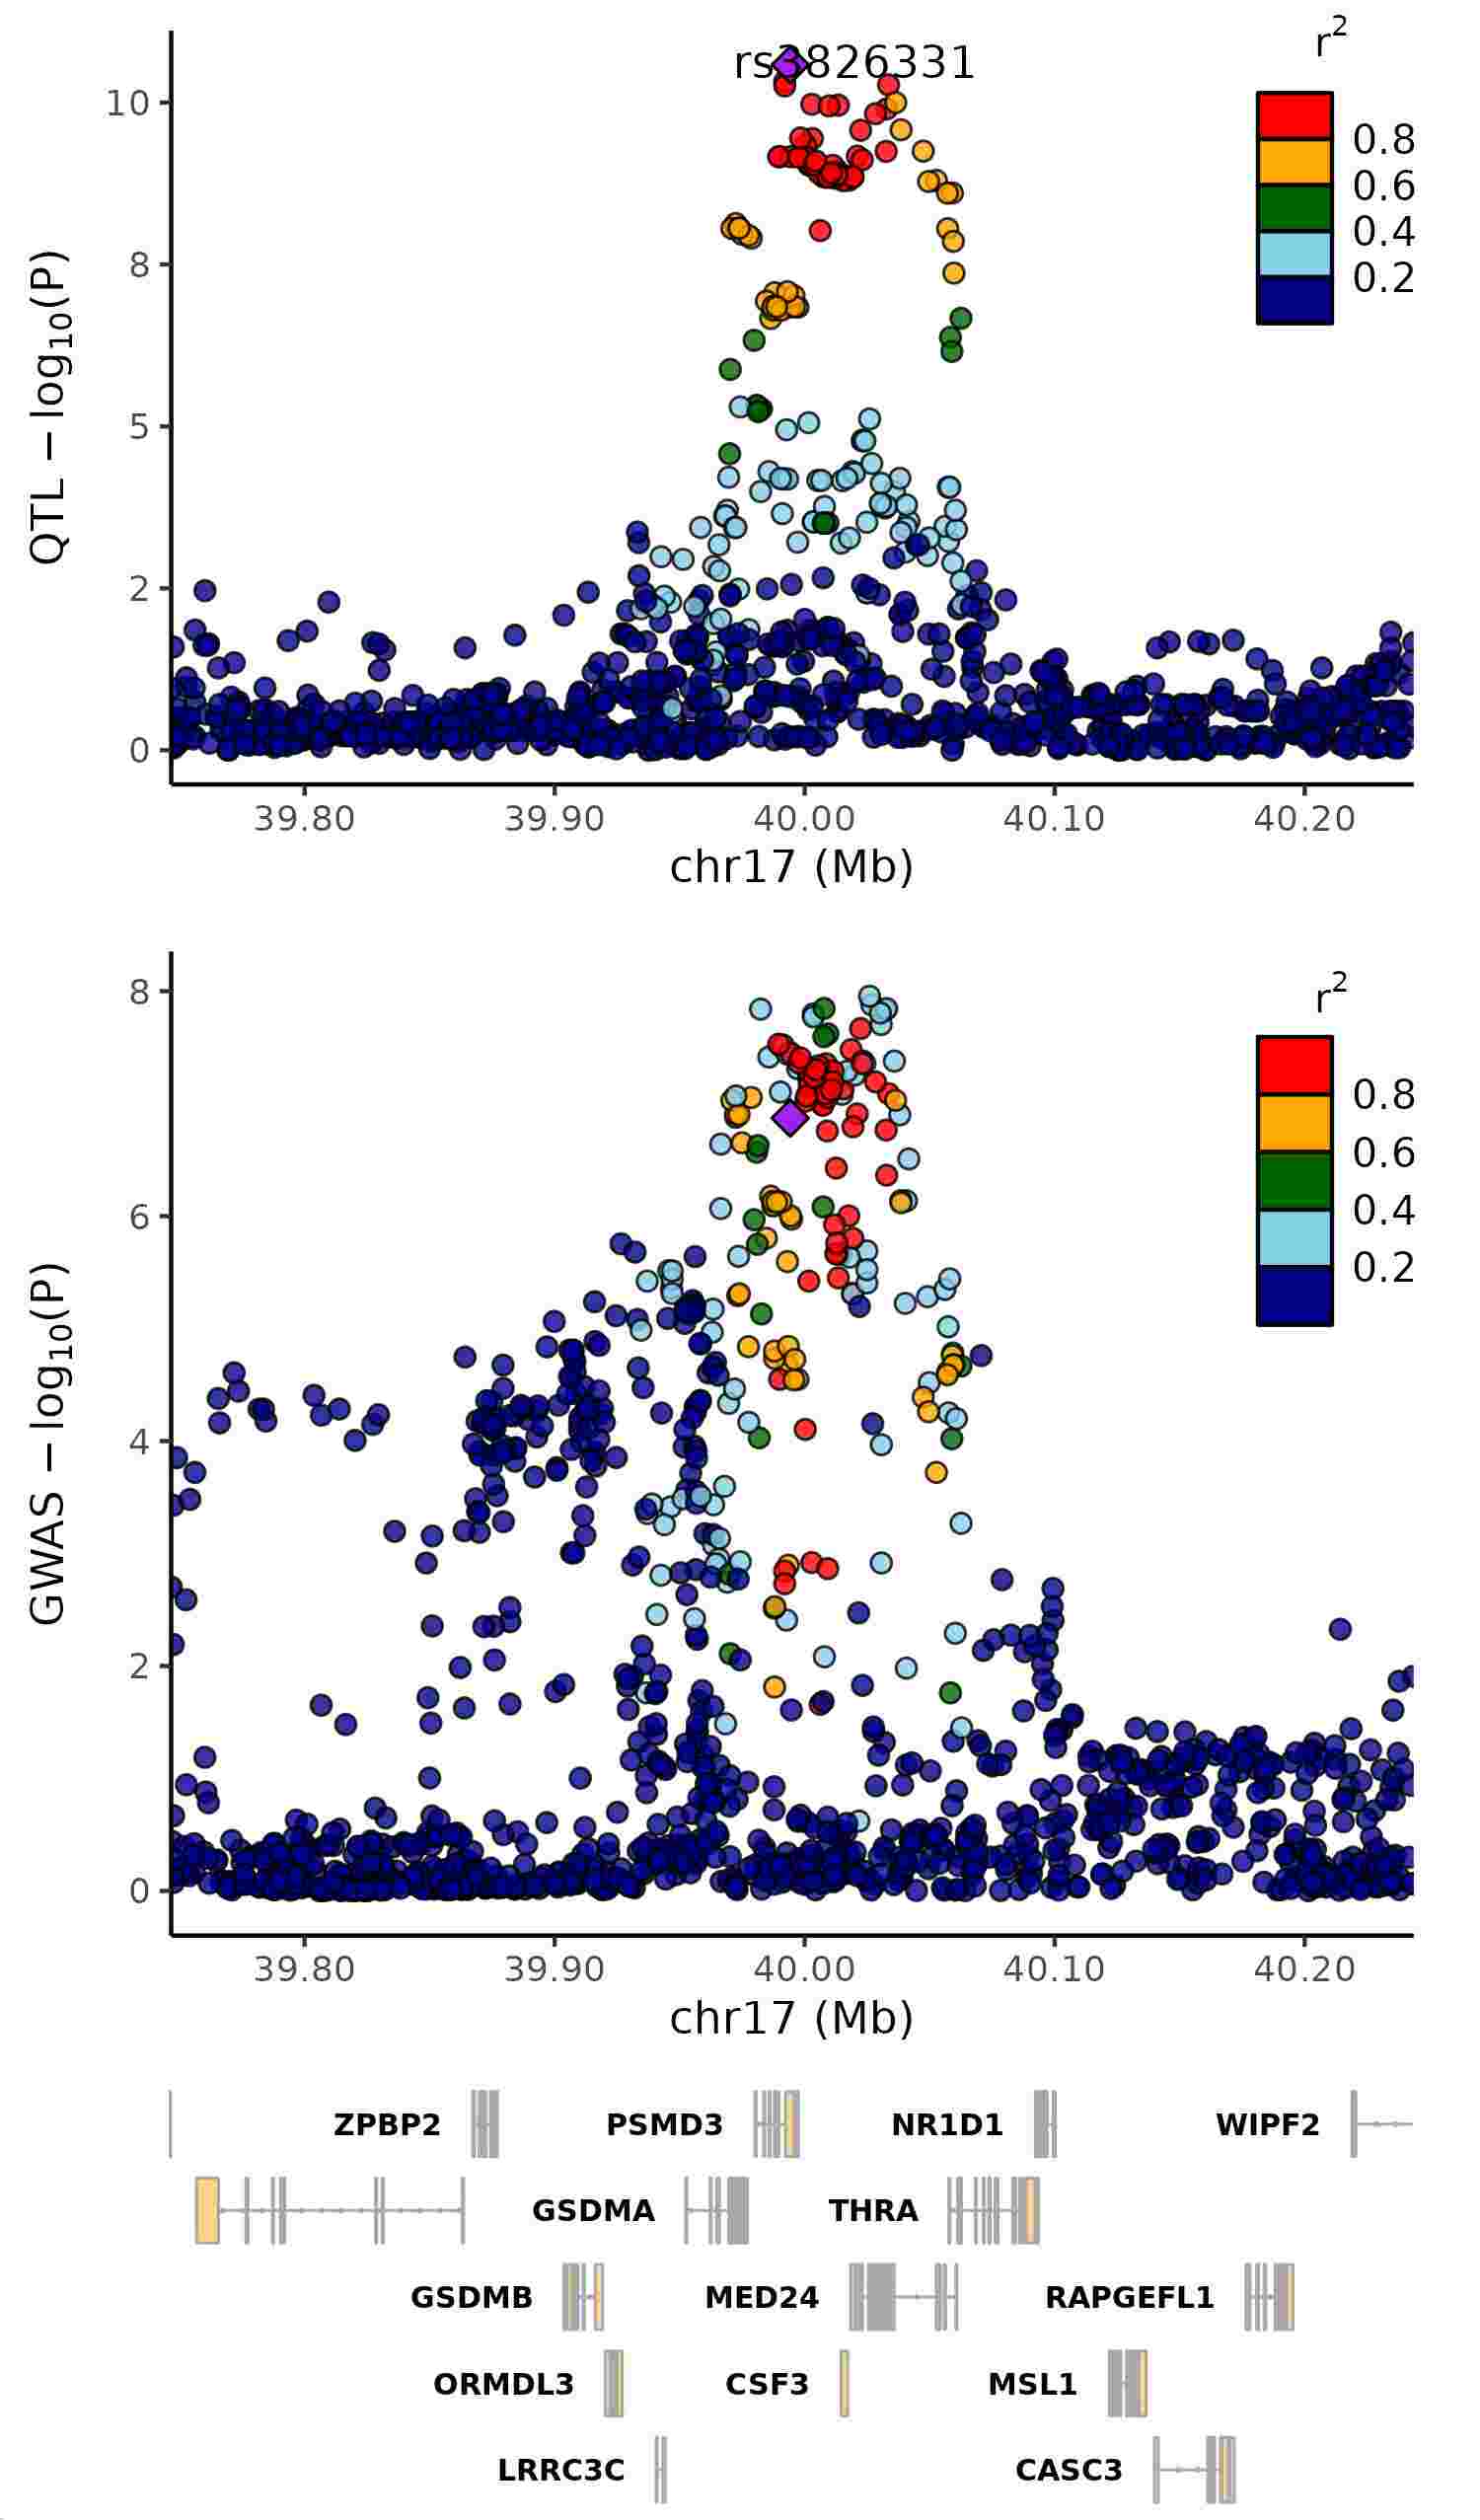 rs3826331
r2
10
8
5
2
0
0.8
0.6
0.4
0.2
QTL − log10(P)
39.80 39.90 40.00 40.10 40.20
chr17 (Mb)
r2
8
6
4
2
0
0.8
0.6
0.4
0.2
GWAS − log10(P)
39.80 39.90 40.00 40.10 40.20
chr17 (Mb)
ZPBP2 PSMD3 NR1D1 WIPF2
GSDMA THRA
GSDMB MED24 RAPGEFL1
ORMDL3 CSF3 MSL1
LRRC3C CASC3